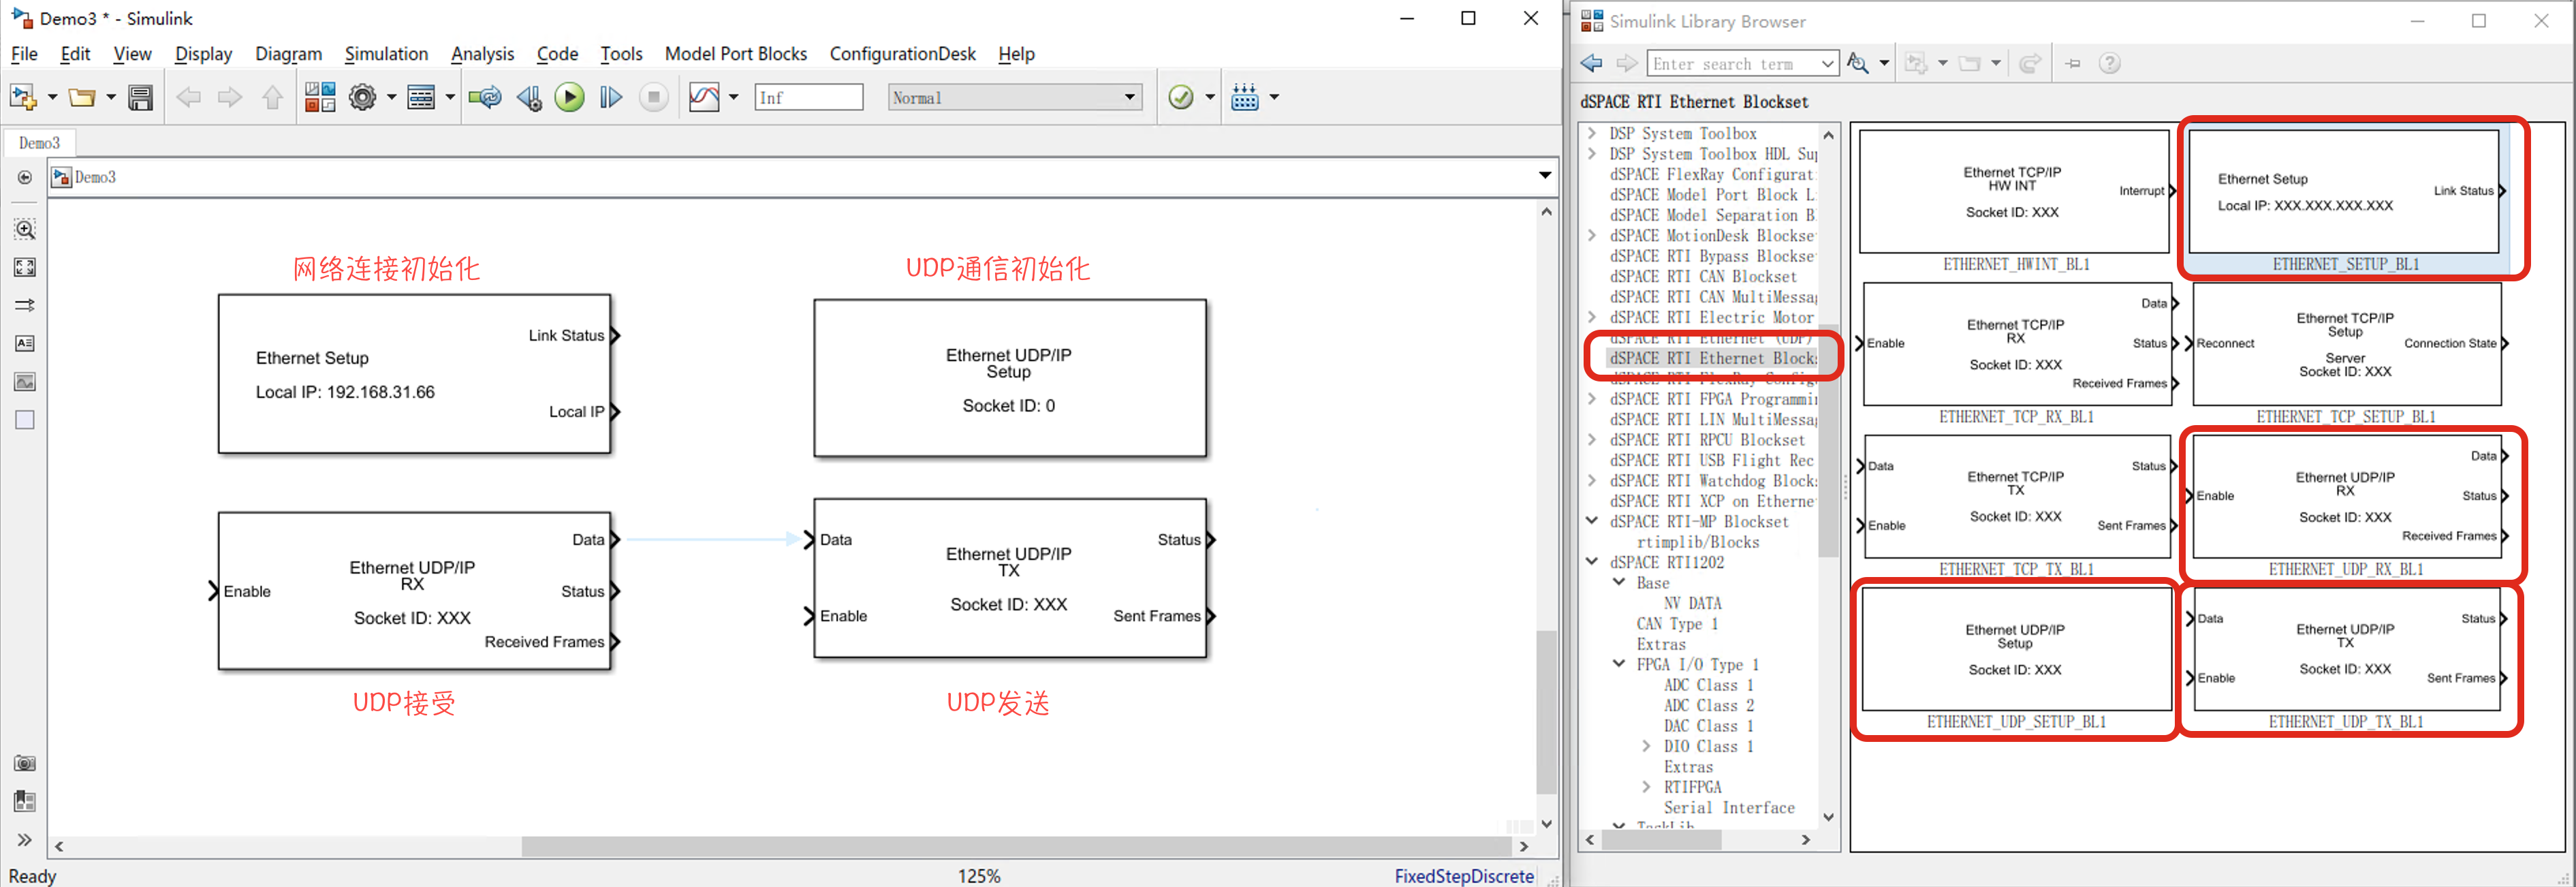 Demo3 * - Simulink
File Edit View Display Diagram Simulation Analysis Code Tools Model Port Blocks ConfigurationDesk Help
Inf
Normal
Demo3
Demo3
网络连接初始化
Link Status
Ethernet Setup
Local IP: 192.168.31.66
Local IP
UDP通信初始化
Ethernet UDP/IP
Setup
Socket ID: 0
Data
Enable
Ethernet UDP/IP
RX
Status
Socket ID: XXX
Received Frames
UDP接受
Data
Status
Ethernet UDP/IP
TX
Socket ID: XXX
Enable
Sent Frames
UDP发送
Ready
125%
FixedStepDiscrete
Simulink Library Browser
Enter search term
dSPACE RTI Ethernet Blockset
DSP System Toolbox
DSP System Toolbox HDL Su
dSPACE FlexRay Configurat
dSPACE Model Port Block L
dSPACE Model Separation B
dSPACE MotionDesk Blockse
dSPACE RTI Bypass Blockse
dSPACE RTI CAN Blockset
dSPACE RTI CAN MultiMessa
dSPACE RTI Electric Motor
dSPACE RTI Ethernet (UDP)
dSPACE RTI Ethernet Block
dSPACE RTI FlexRay Config
dSPACE RTI FPGA Programmi
dSPACE RTI LIN MultiMessa
dSPACE RTI RPCU Blockset
dSPACE RTI USB Flight Rec
dSPACE RTI Watchdog Block
dSPACE RTI XCP on Etherne
dSPACE RTI-MP Blockset
rtimplib/Blocks
dSPACE RTI1202
Base
NV DATA
CAN Type 1
Extras
FPGA I/O Type 1
ADC Class 1
ADC Class 2
DAC Class 1
DIO Class 1
Extras
RTIFPGA
Serial Interface
TaskLib
Ethernet TCP/IP
HW INT
Interrupt
Socket ID: XXX
ETHERNET_HWINT_BL1
Ethernet Setup
Link Status
Local IP: XXX.XXX.XXX.XXX
ETHERNET_SETUP_BL1
Data
Ethernet TCP/IP
RX
Enable
Status
Socket ID: XXX
Received Frames
ETHERNET_TCP_RX_BL1
Ethernet TCP/IP
Setup
Reconnect
Connection State
Server
Socket ID: XXX
ETHERNET_TCP_SETUP_BL1
Data
Status
Ethernet TCP/IP
TX
Socket ID: XXX
Enable
Sent Frames
ETHERNET_TCP_TX_BL1
Data
Ethernet UDP/IP
RX
Enable
Status
Socket ID: XXX
Received Frames
ETHERNET_UDP_RX_BL1
Ethernet UDP/IP
Setup
Socket ID: XXX
ETHERNET_UDP_SETUP_BL1
Data
Status
Ethernet UDP/IP
TX
Socket ID: XXX
Enable
Sent Frames
ETHERNET_UDP_TX_BL1